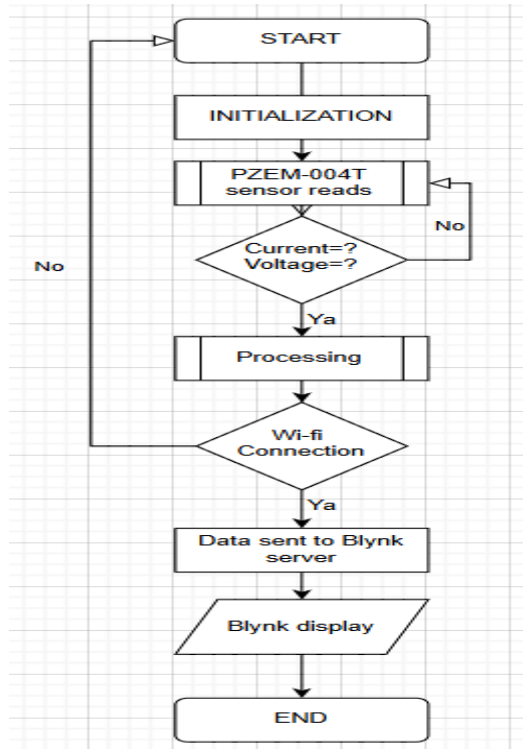 START
INITIALIZATION
PZEM-004T
sensor reads
No
Current=?
Voltage=?
No
Ya
Processing
Wi-fi
Connection
Ya
Data sent to Blynk
server
Blynk display
END